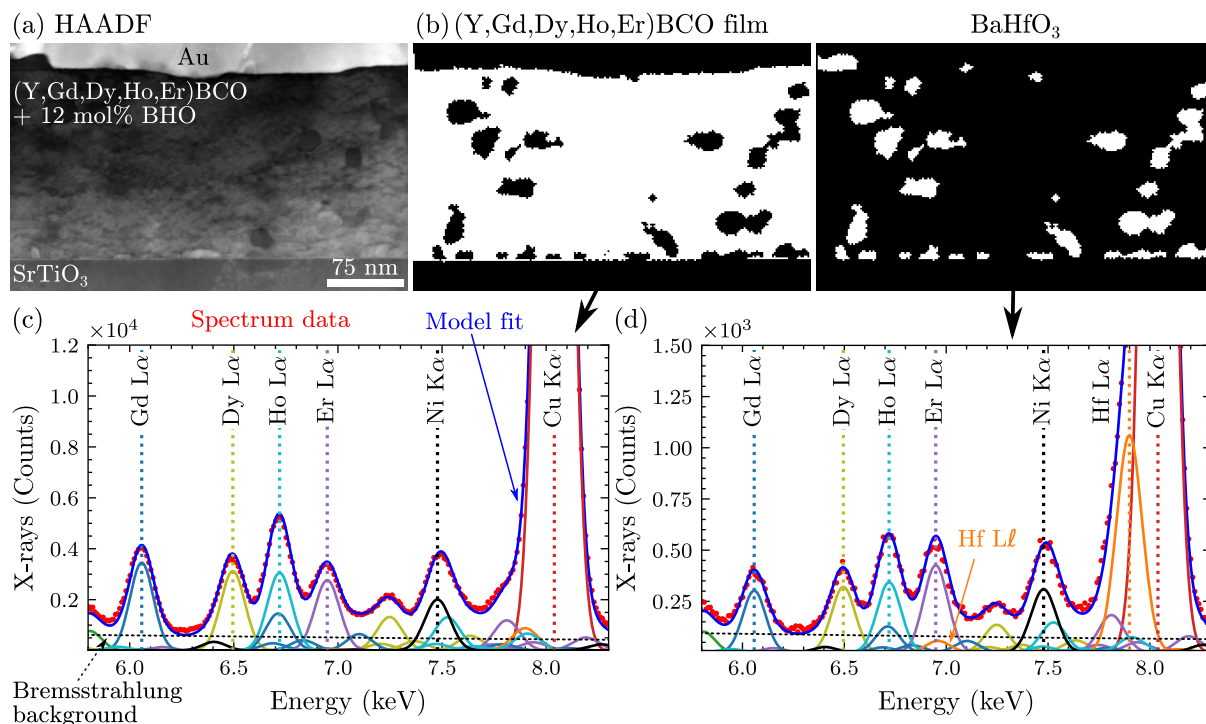 (a) HAADF
(b) (Y,Gd,Dy,Ho,Er)BCO film
BaHfO₃
Au
(Y,Gd,Dy,Ho,Er)BCO
+ 12 mol% BHO
SrTiO₃
75 nm
(c)
×10⁴
Spectrum data
Model fit
1.2
1.0
0.8
0.6
0.4
0.2
X-rays (Counts)
Gd Lα
Dy Lα
Ho Lα
Er Lα
Ni Kα
Cu Kα
6.0
6.5
7.0
7.5
8.0
Energy (keV)
Bremsstrahlung
background
(d)
×10³
1.50
1.25
1.00
0.75
0.50
0.25
X-rays (Counts)
Gd Lα
Dy Lα
Ho Lα
Er Lα
Ni Kα
Hf Lα
Cu Kα
Hf Lℓ
6.0
6.5
7.0
7.5
8.0
Energy (keV)